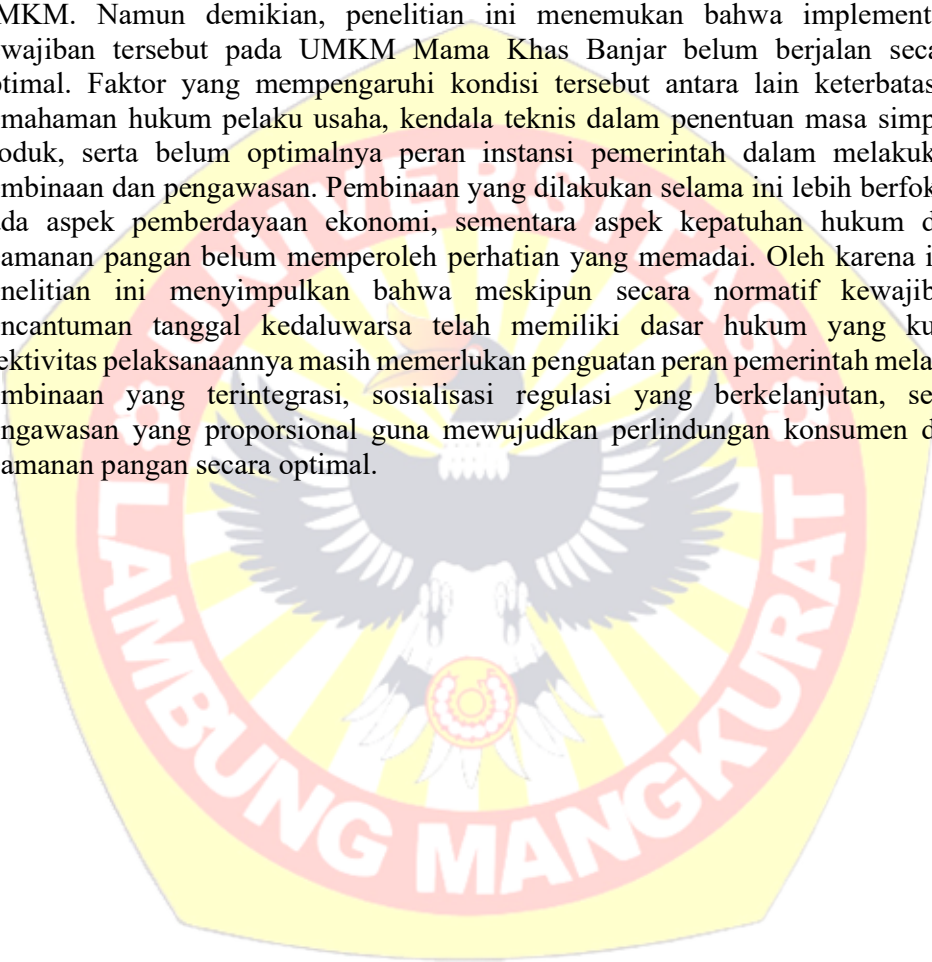 MKM. Namun demikian, penelitian ini menemukan bahwa implement
wajiban tersebut pada UMKM Mama Khas Banjar belum berjalan seca
timal. Faktor yang mempengaruhi kondisi tersebut antara lain keterbatas
mahaman hukum pelaku usaha, kendala teknis dalam penentuan masa simp
oduk, serta belum optimalnya peran instansi pemerintah dalam melakuk
mbinaan dan pengawasan. Pembinaan yang dilakukan selama ini lebih berfok
da aspek pemberdayaan ekonomi, sementara aspek kepatuhan hukum d
amanan pangan belum memperoleh perhatian yang memadai. Oleh karena i
nelitian ini menyimpulkan bahwa meskipun secara normatif kewajib
ncantuman tanggal kedaluwarsa telah memiliki dasar hukum yang ku
ektivitas pelaksanaannya masih memerlukan penguatan peran pemerintah mela
mbinaan yang terintegrasi, sosialisasi regulasi yang berkelanjutan, se
ngawasan yang proporsional guna mewujudkan perlindungan konsumen d
amanan pangan secara optimal.
UNIVERSITAS
LAMBUNG MANGKURAT